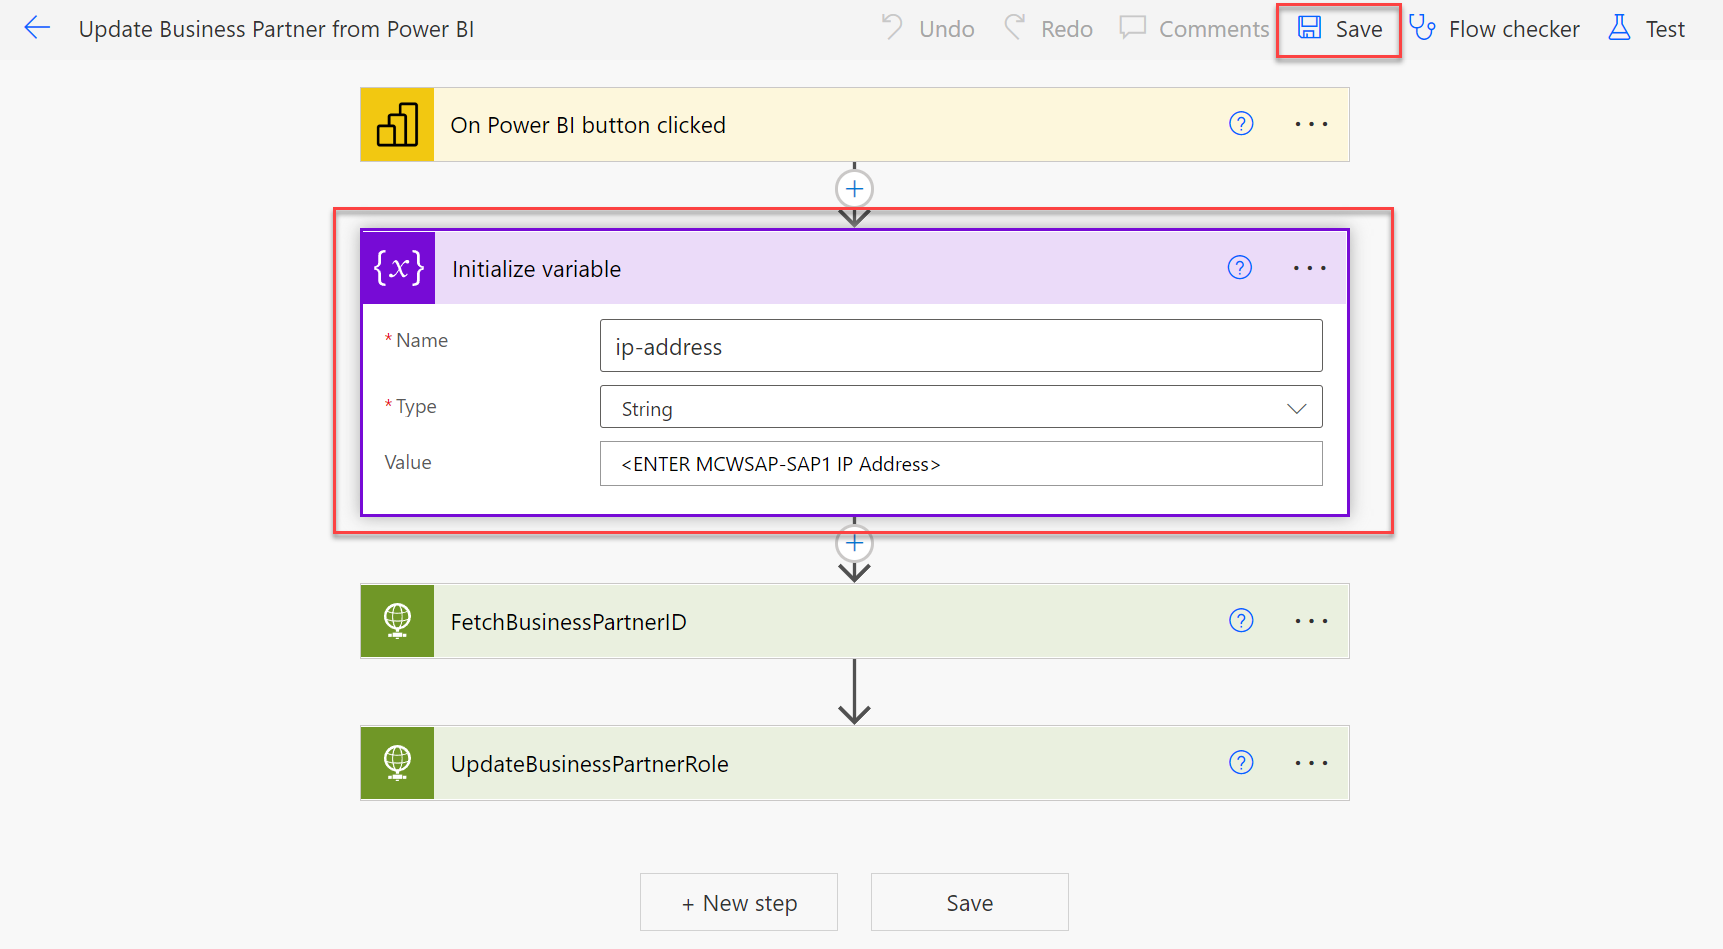 Update Business Partner from Power BI
Undo
Redo
Comments
Save
Flow checker
Test
On Power BI button clicked
?
...
{x}
Initialize variable
?
...
* Name
ip-address
* Type
String
Value
<ENTER MCWSAP-SAP1 IP Address>
FetchBusinessPartnerID
?
...
UpdateBusinessPartnerRole
?
...
+ New step
Save